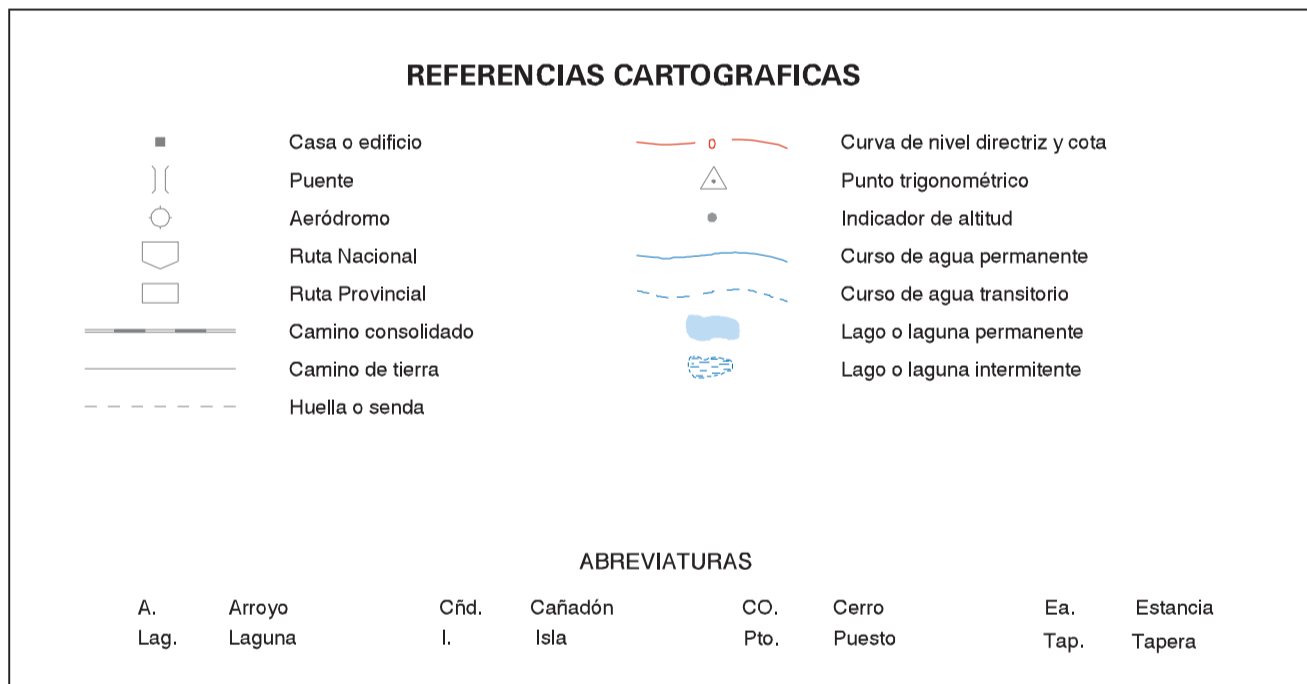 REFERENCIAS CARTOGRAFICAS
Casa o edificio
Puente
Aeródromo
Ruta Nacional
Ruta Provincial
Camino consolidado
Camino de tierra
Huella o senda
0
Curva de nivel directriz y cota
Punto trigonométrico
Indicador de altitud
Curso de agua permanente
Curso de agua transitorio
Lago o laguna permanente
Lago o laguna intermitente
ABREVIATURAS
A. Arroyo Cñd. Cañadón CO. Cerro Ea. Estancia
Lag. Laguna I. Isla Pto. Puesto Tap. Tapera